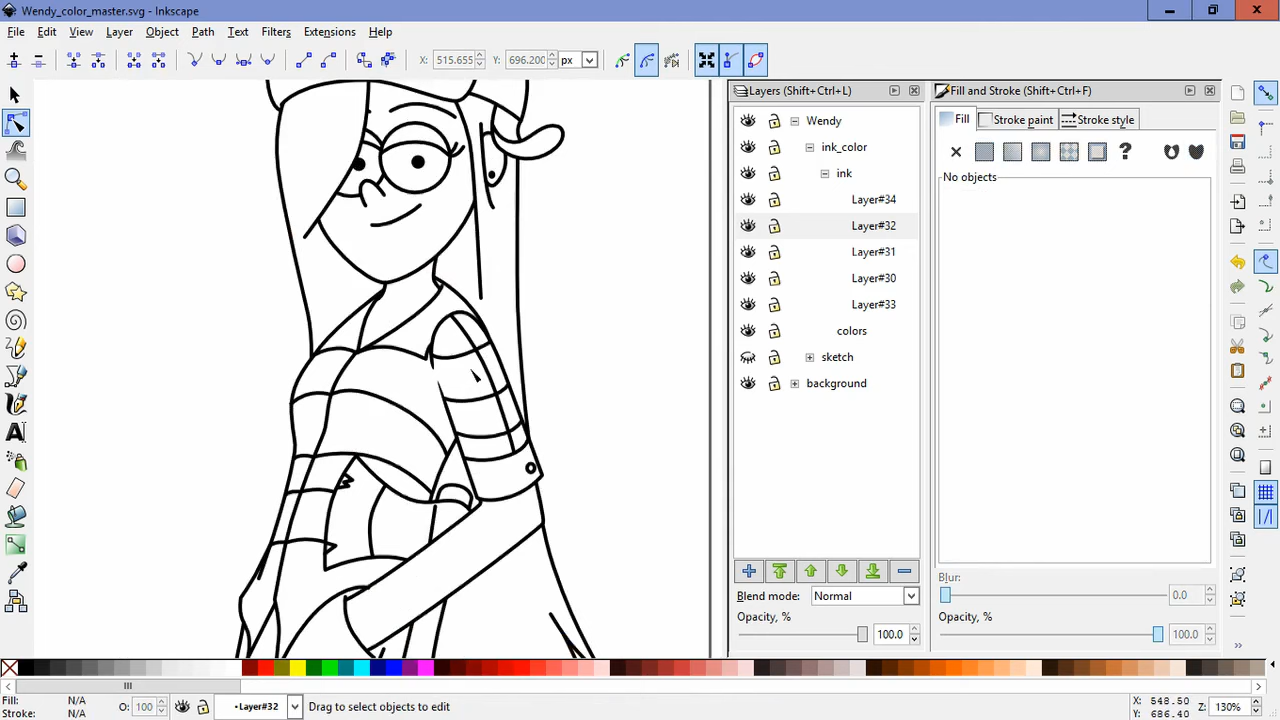 Wendy_color_master.svg - Inkscape
File Edit View Layer Object Path Filters Text Extensions Help
X: 515.655 Y: 696.200 px
Layers (Shift+Ctrl+L)
Fill and Stroke (Shift+Ctrl+F)
Wendy
ink_color
ink
Layer#34
Layer#32
Layer#31
Layer#30
Layer#33
colors
sketch
background
Fill Stroke paint Stroke style
?
No objects
Blend mode: Normal
Opacity, %
100.0
Blur:
0.0
Opacity, %
100.0
Fill: N/A
Stroke: N/A
O: 100
•Layer#32
Drag to select objects to edit
X: 548.50
Y: 686.40
Z: 130%